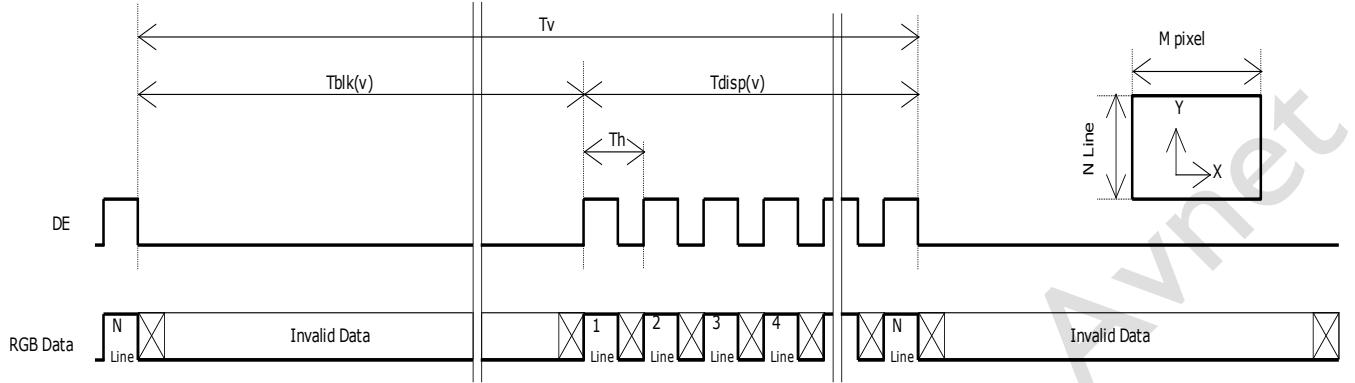 Tv
M pixel
Tblk(v)
Tdisp(v)
N Line
Y
X
Th
DE
RGB Data
N
Line
Invalid Data
1
Line
2
Line
3
Line
4
Line
N
Line
Invalid Data
Avnet